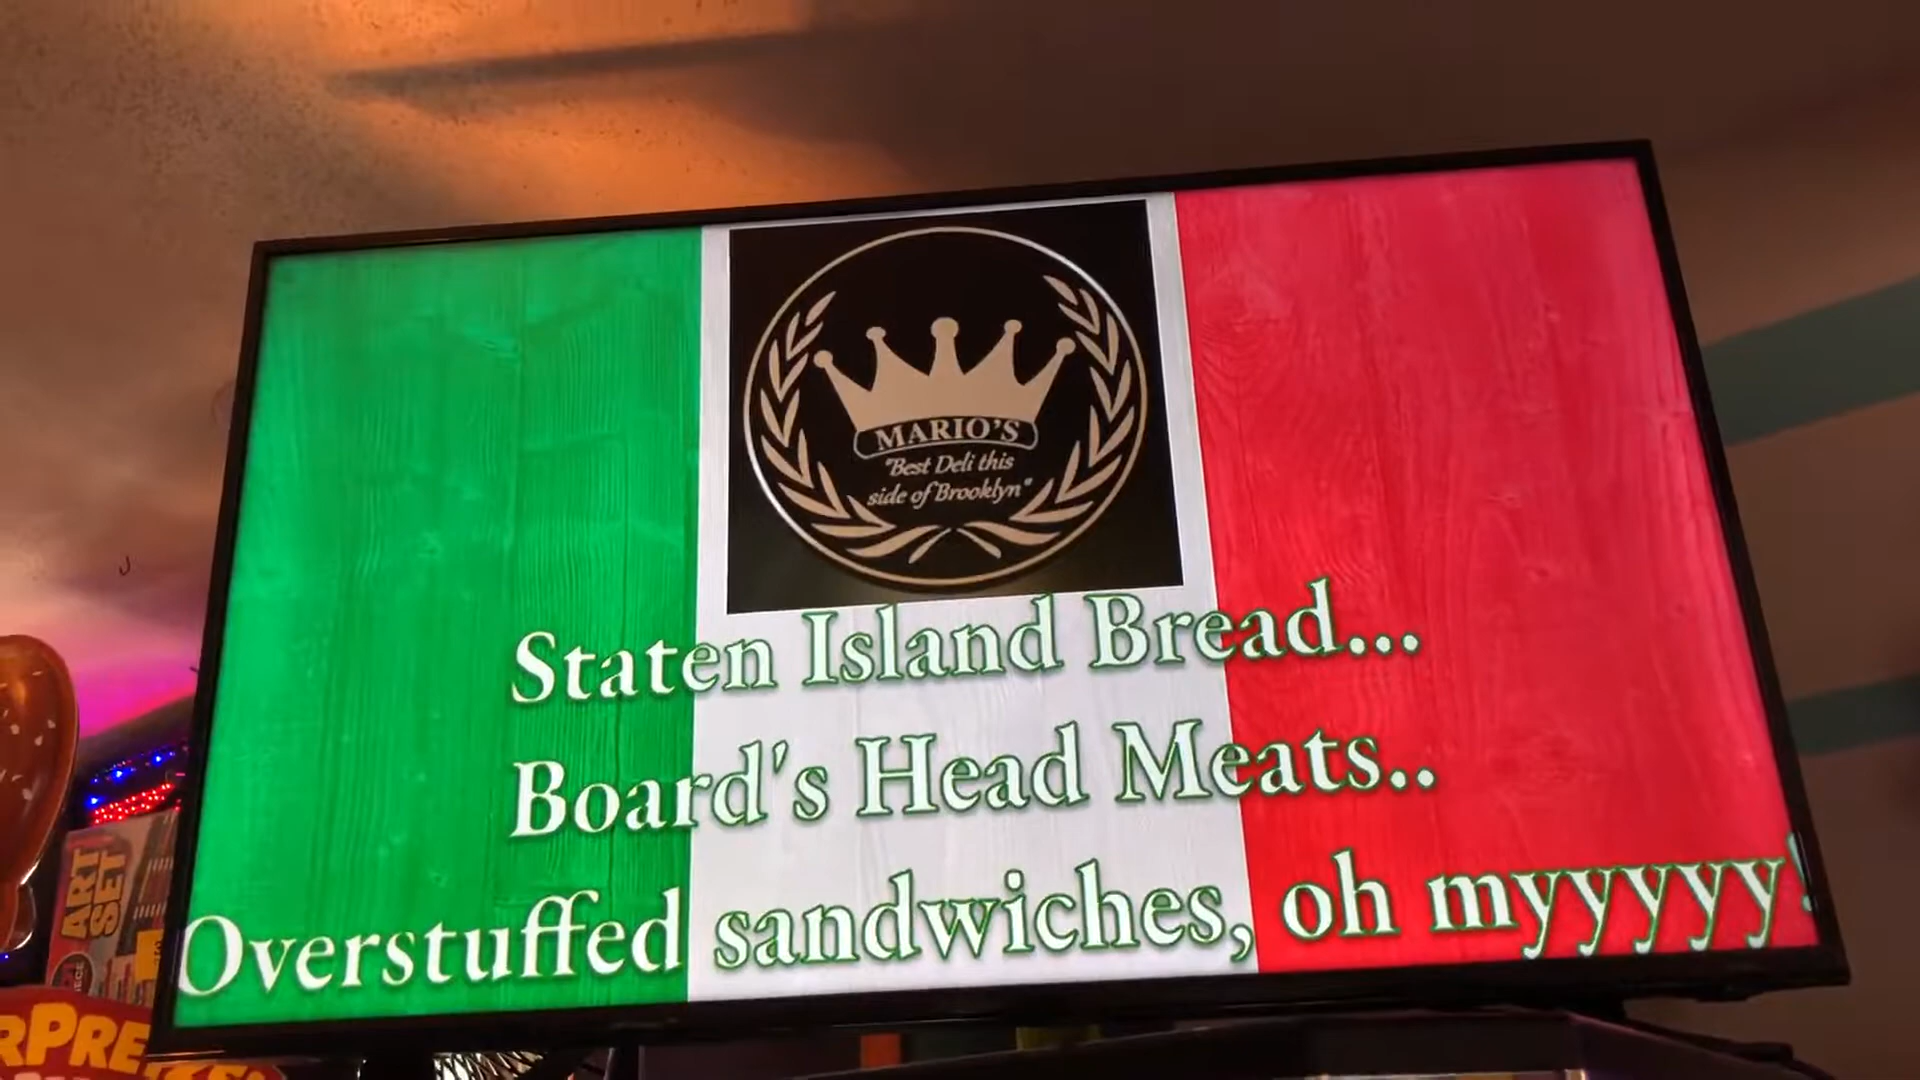 MARIO'S
"Best Deli this
side of Brooklyn"
Staten Island Bread...
Board's Head Meats..
Overstuffed sandwiches, oh myyyyy!
ART
SET